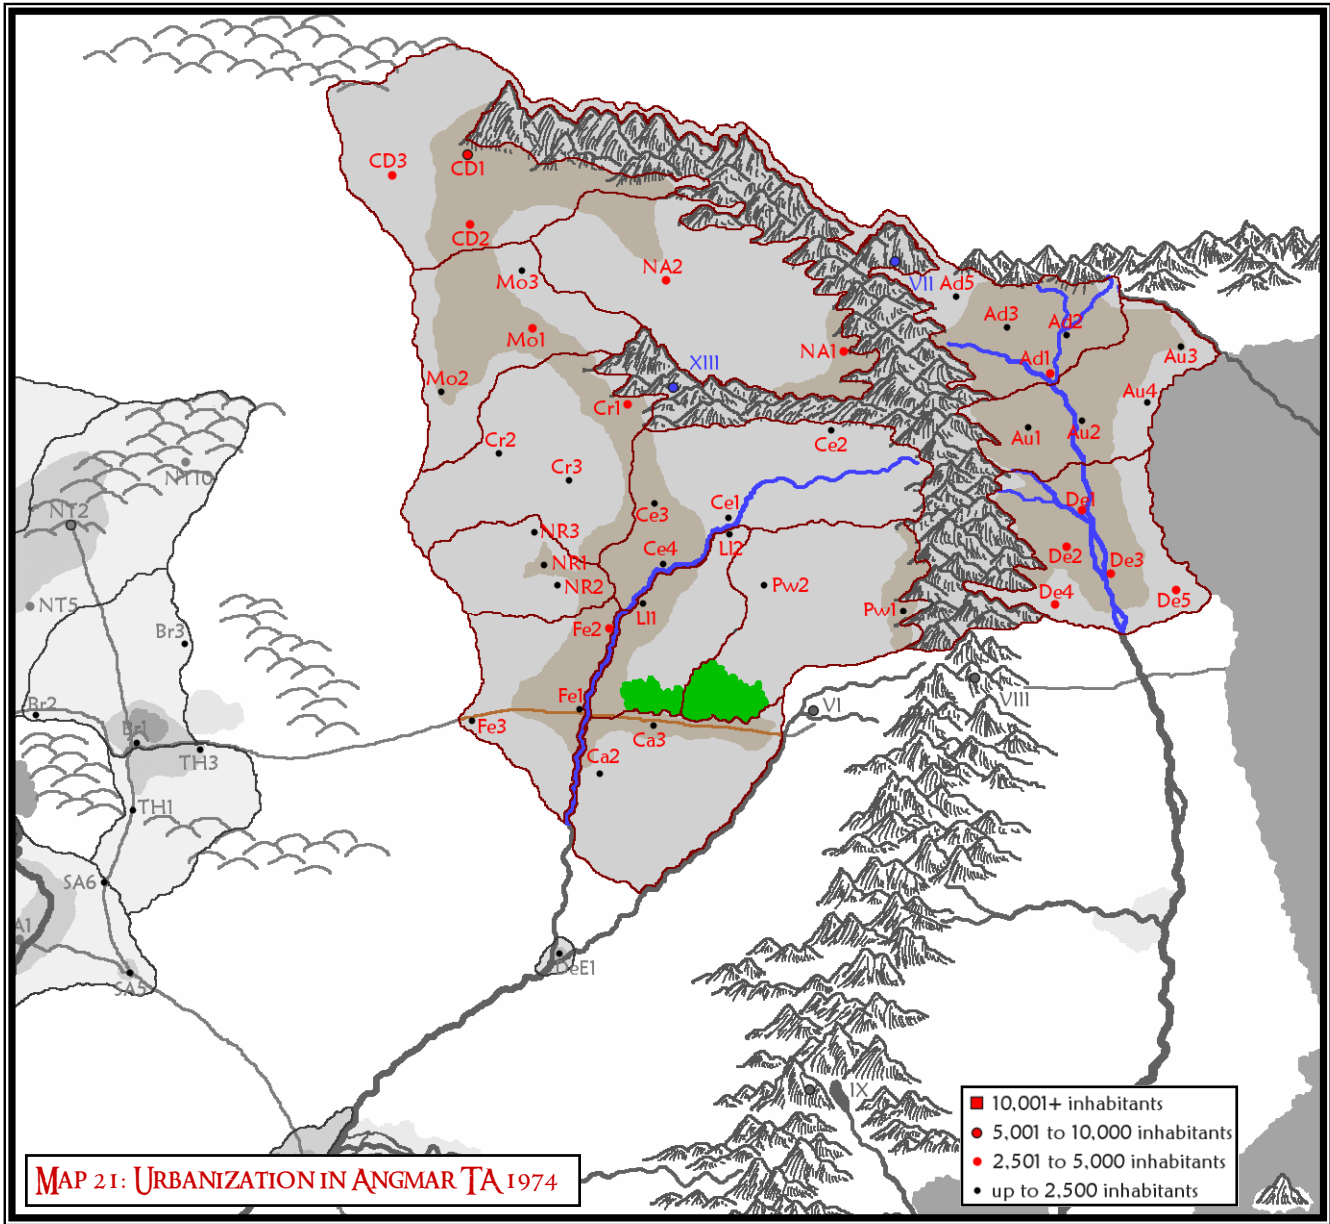 CD3
CD1
CD2
Mo3
NA2
VII
Ad5
Ad3
Ad2
Mo1
NA1
Ad1
Au3
XIII
Mo2
Cr1
Au4
Cr2
Ce2
Au1
Au2
Cr3
NT10
NT2
Ce3
Ce1
De1
NR3
Ce4
LI2
De2
De3
NR1
NR2
Pw2
De4
De5
NT5
LI1
Pw1
Br3
Fe2
Br2
Fe1
VI
VIII
Br1
Fe3
Ca3
TH3
Ca2
TH1
SA6
A1
DeE1
SA5
IX
10,001+ inhabitants
5,001 to 10,000 inhabitants
2,501 to 5,000 inhabitants
up to 2,500 inhabitants
MAP 21: URBANIZATION IN ANGMAR TA 1974